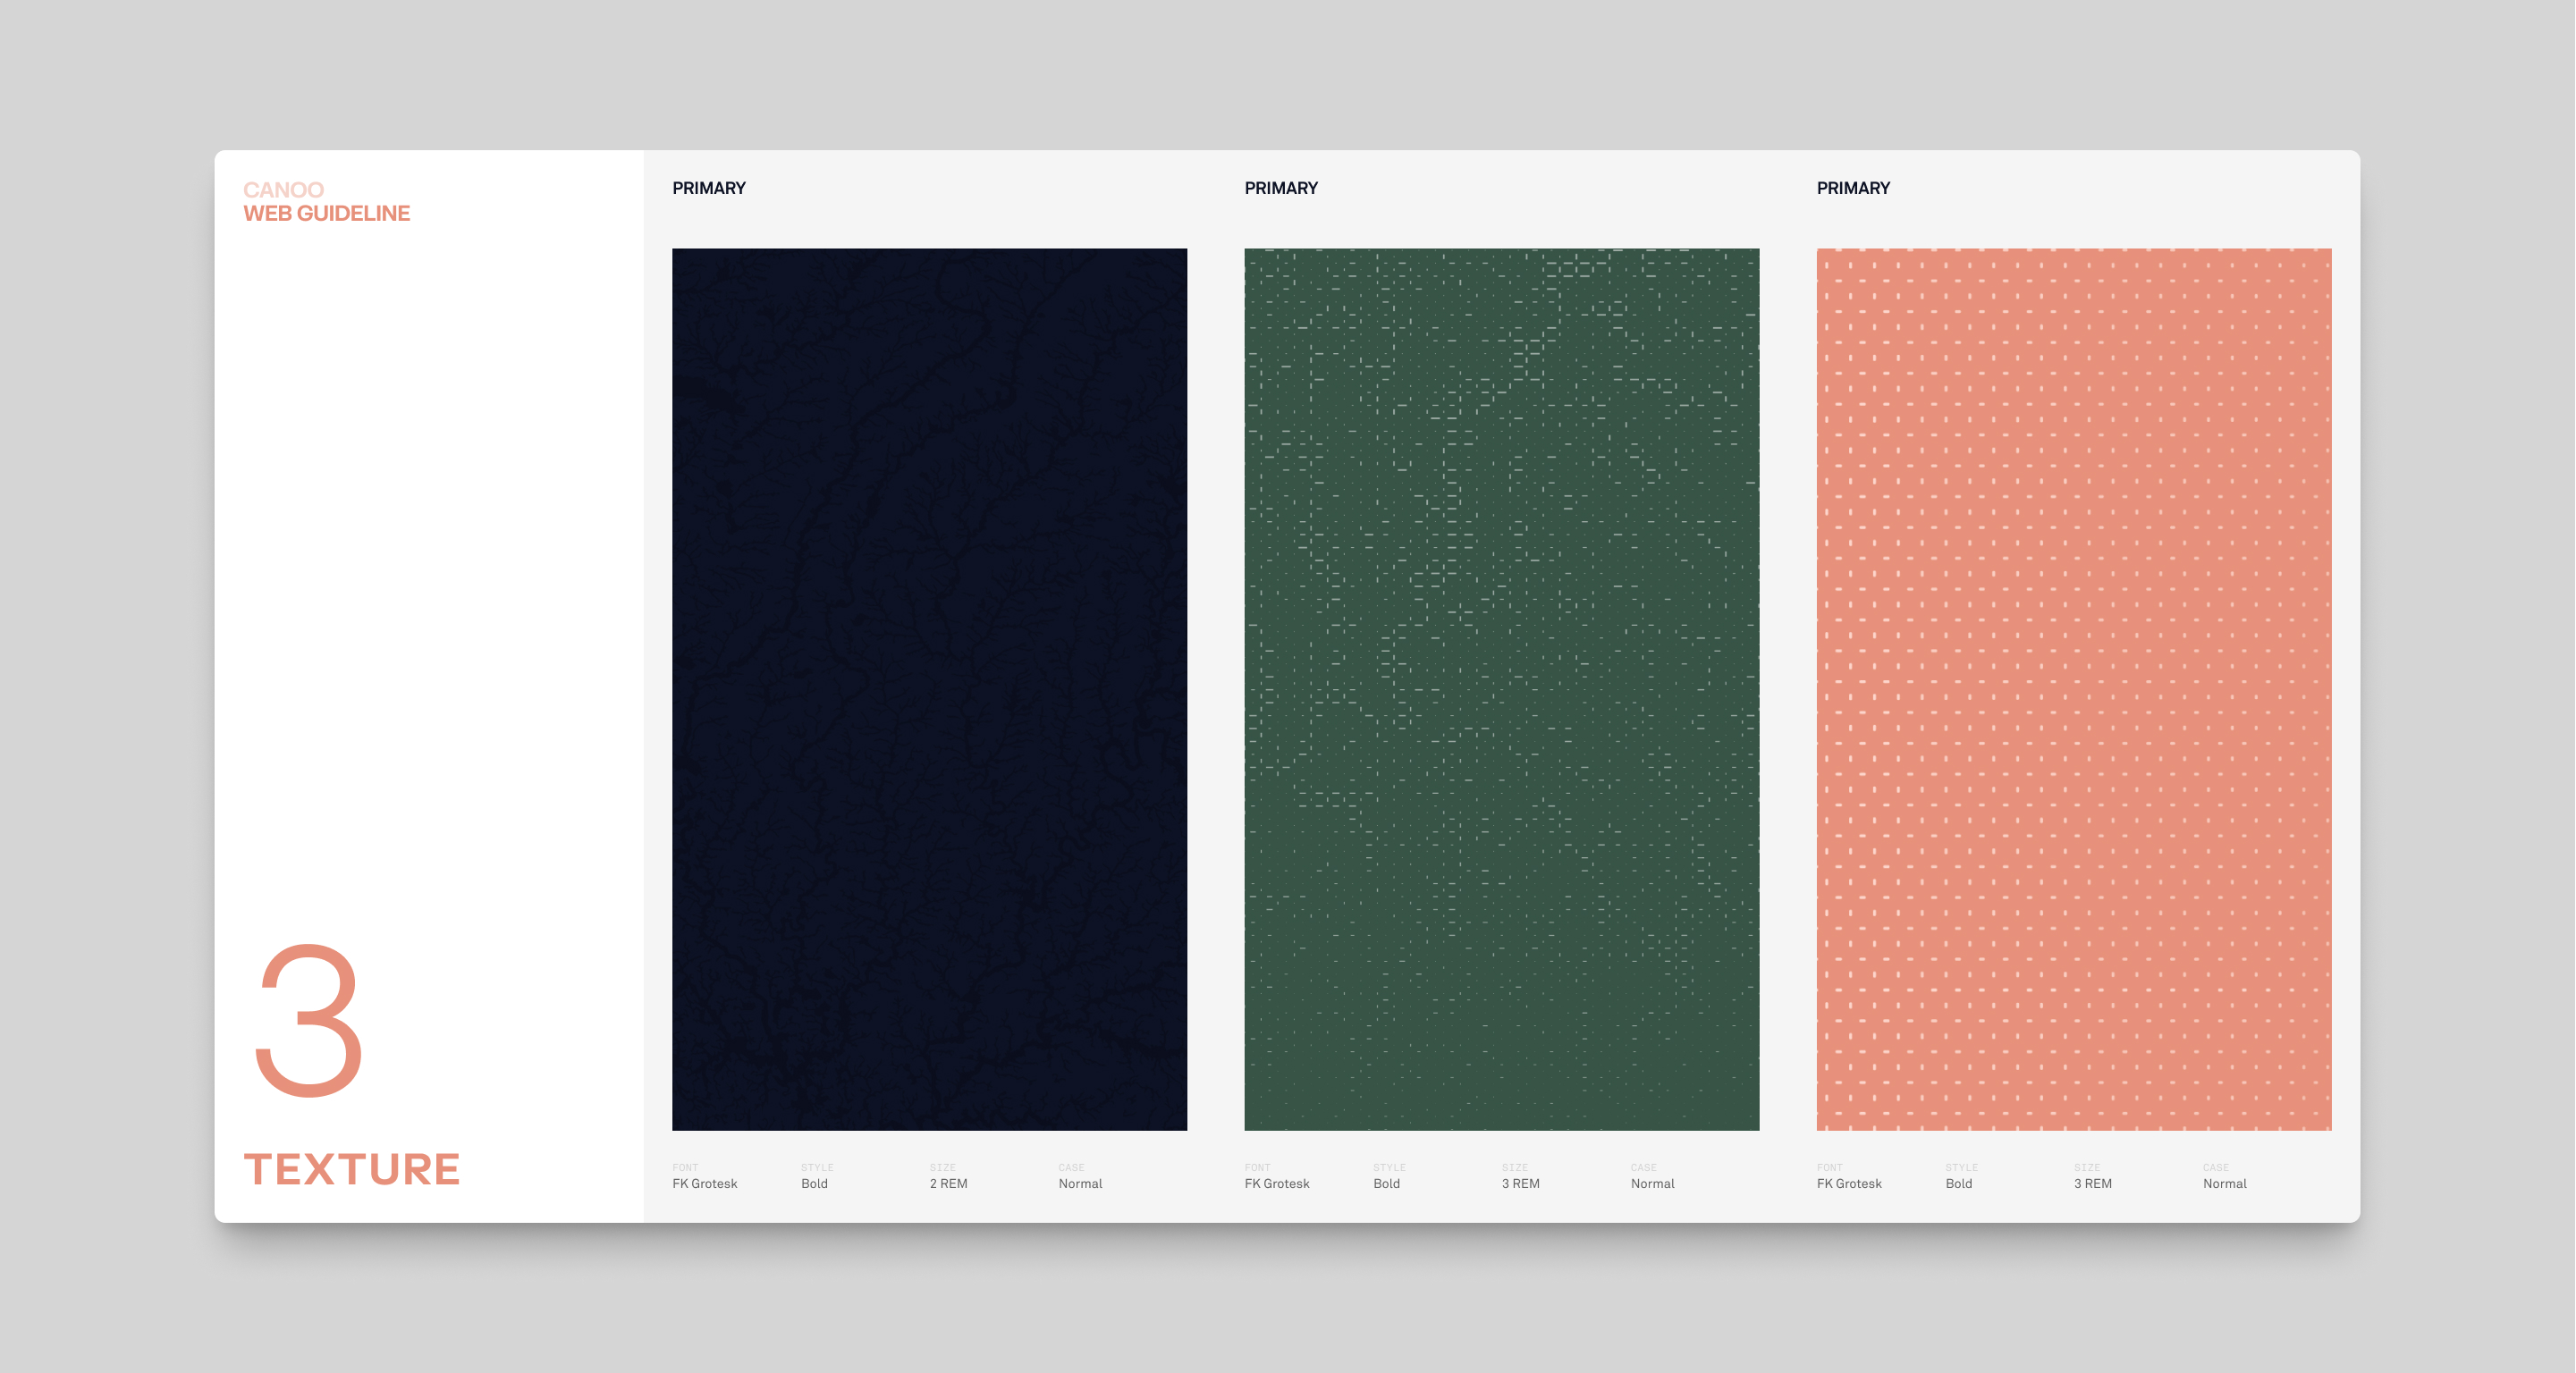 CANOO
WEB GUIDELINE
3
TEXTURE
PRIMARY
FONT STYLE SIZE CASE
FK Grotesk Bold 2 REM Normal
PRIMARY
FONT STYLE SIZE CASE
FK Grotesk Bold 3 REM Normal
PRIMARY
FONT STYLE SIZE CASE
FK Grotesk Bold 3 REM Normal